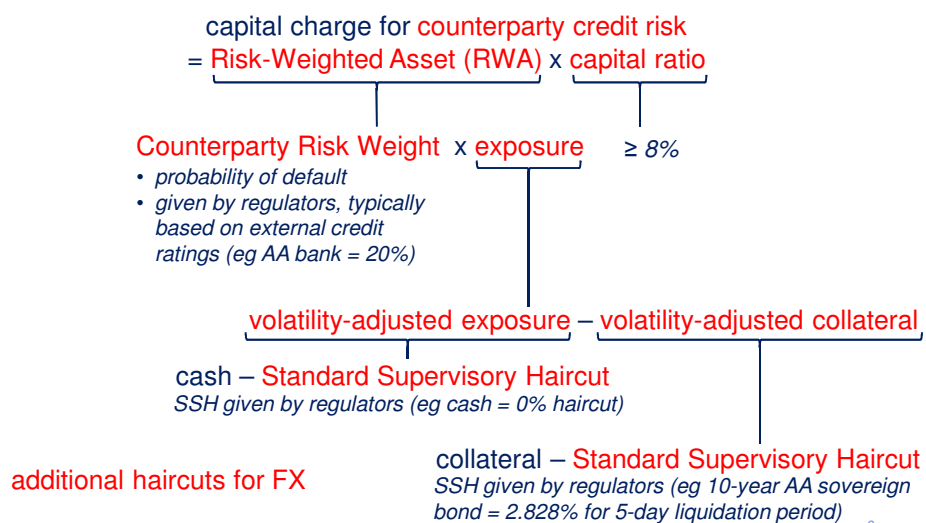 capital charge for counterparty credit risk
= Risk-Weighted Asset (RWA) x capital ratio
Counterparty Risk Weight x exposure ≥ 8%
• probability of default
• given by regulators, typically
based on external credit
ratings (eg AA bank = 20%)
volatility-adjusted exposure – volatility-adjusted collateral
cash – Standard Supervisory Haircut
SSH given by regulators (eg cash = 0% haircut)
additional haircuts for FX
collateral – Standard Supervisory Haircut
SSH given by regulators (eg 10-year AA sovereign
bond = 2.828% for 5-day liquidation period)